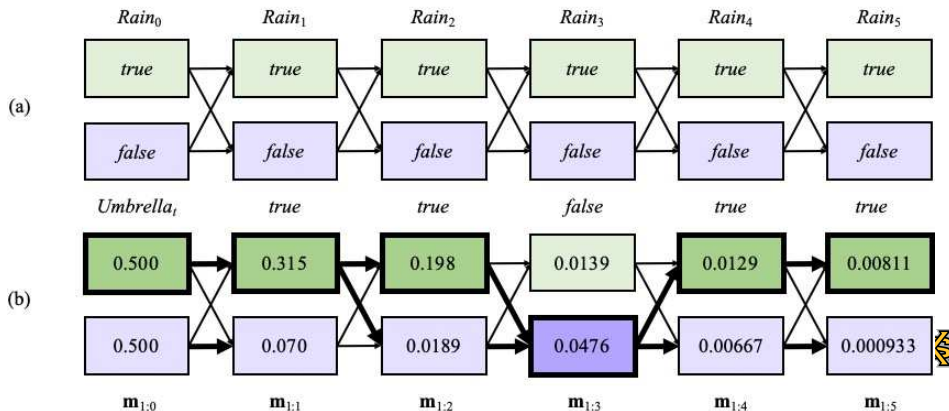 Rain0 Rain1 Rain2 Rain3 Rain4 Rain5
true true true true true true
(a)
false false false false false false
Umbrellat true true false true true
0.500 0.315 0.198 0.0139 0.0129 0.00811
(b)
0.500 0.070 0.0189 0.0476 0.00667 0.000933
m1:0 m1:1 m1:2 m1:3 m1:4 m1:5